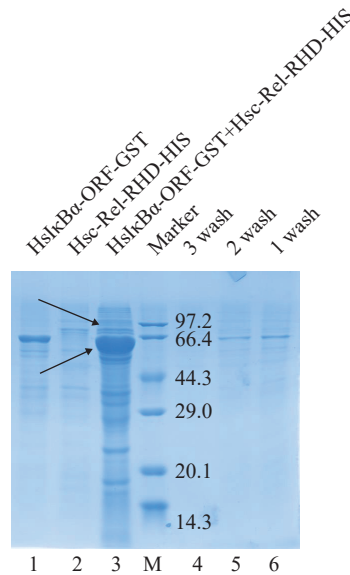 HsIκBα-ORF-GST
Hsc-Rel-RHD-HIS
HsIκBα-ORF-GST+Hsc-Rel-RHD-HIS
Marker
3 wash
2 wash
1 wash
97.2
66.4
44.3
29.0
20.1
14.3
1 2 3 M 4 5 6